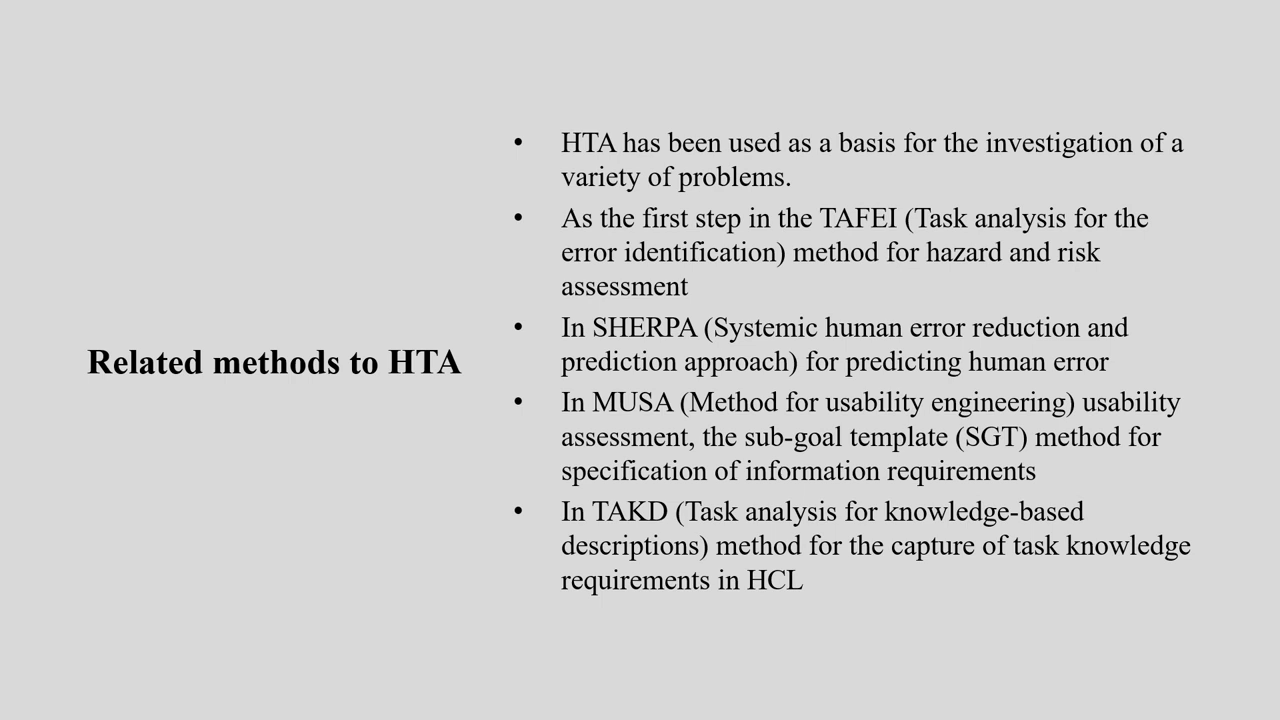 Related methods to HTA
• HTA has been used as a basis for the investigation of a
variety of problems.
• As the first step in the TAFEI (Task analysis for the
error identification) method for hazard and risk
assessment
• In SHERPA (Systemic human error reduction and
prediction approach) for predicting human error
• In MUSA (Method for usability engineering) usability
assessment, the sub-goal template (SGT) method for
specification of information requirements
• In TAKD (Task analysis for knowledge-based
descriptions) method for the capture of task knowledge
requirements in HCL